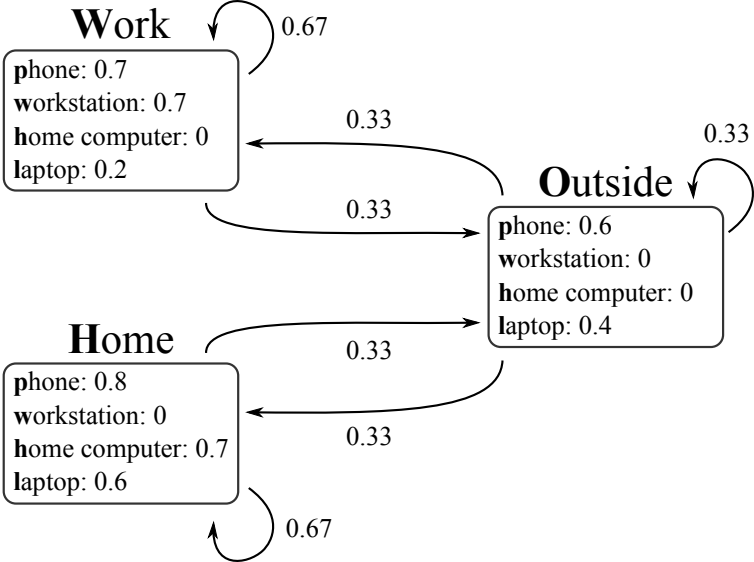 Work
0.67
phone: 0.7
workstation: 0.7
home computer: 0
laptop: 0.2
0.33
0.33
Outside
0.33
phone: 0.6
workstation: 0
home computer: 0
laptop: 0.4
Home
0.33
phone: 0.8
workstation: 0
home computer: 0.7
laptop: 0.6
0.33
0.67